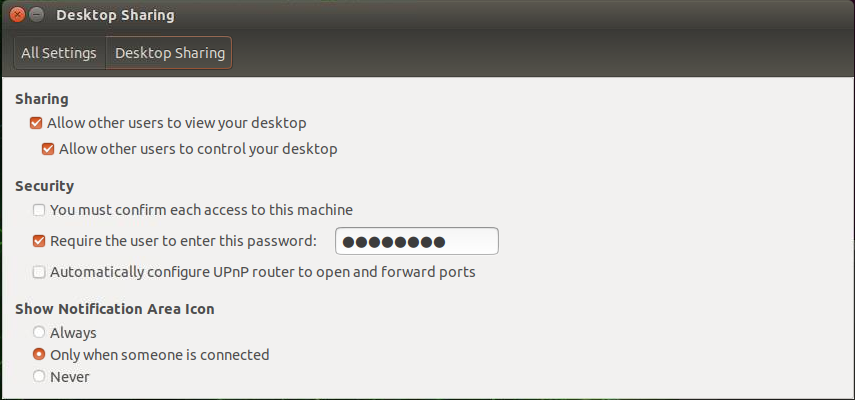 Desktop Sharing
All Settings Desktop Sharing
Sharing
Allow other users to view your desktop
Allow other users to control your desktop
Security
You must confirm each access to this machine
Require the user to enter this password: ●●●●●●●●
Automatically configure UPnP router to open and forward ports
Show Notification Area Icon
Always
Only when someone is connected
Never